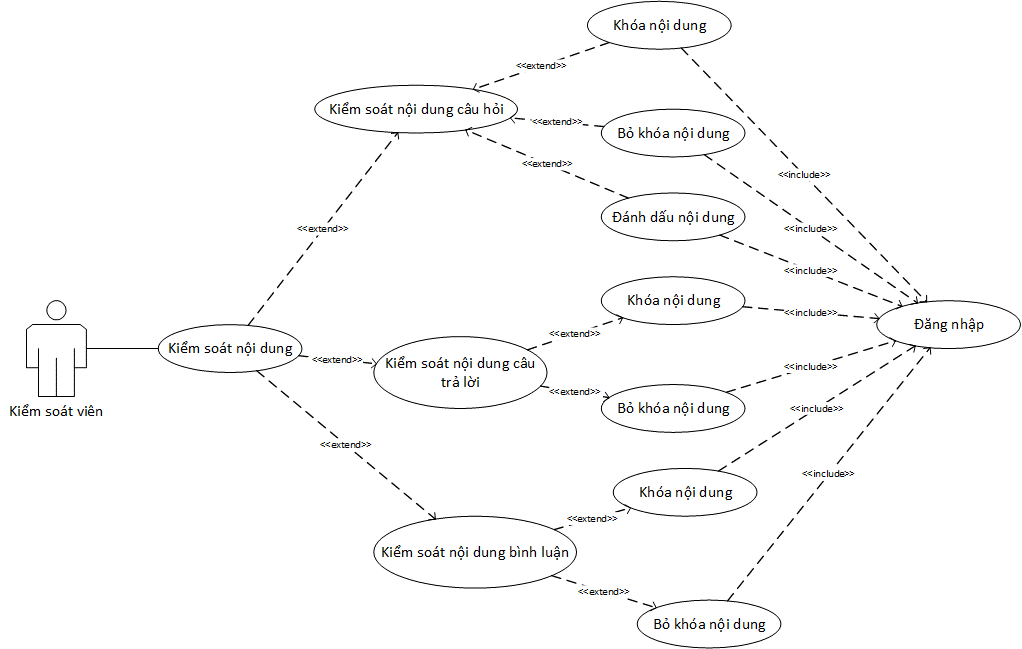 Khóa nội dung
<<extend>>
Kiểm soát nội dung câu hỏi
<<extend>>
Bỏ khóa nội dung
<<extend>>
<<include>>
Đánh dấu nội dung
<<extend>>
<<include>>
<<include>>
Khóa nội dung
<<include>>
Đăng nhập
<<extend>>
Kiểm soát nội dung
<<extend>>
Kiểm soát nội dung câu
trả lời
<<include>>
<<extend>>
Bỏ khóa nội dung
<<include>>
Kiểm soát viên
<<extend>>
<<include>>
Khóa nội dung
<<extend>>
Kiểm soát nội dung bình luận
<<extend>>
Bỏ khóa nội dung